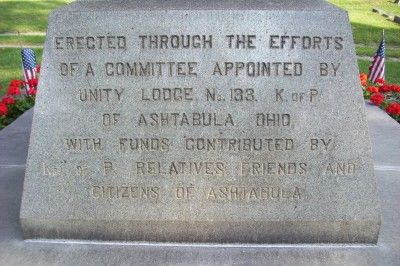 ERECTED THROUGH THE EFFORTS
OF A COMMITTEE APPOINTED BY
UNITY LODGE No. 133, K. OF P.
OF ASHTABULA, OHIO
WITH FUNDS CONTRIBUTED BY
Ks. OF P. RELATIVES FRIENDS AND
CITIZENS OF ASHTABULA